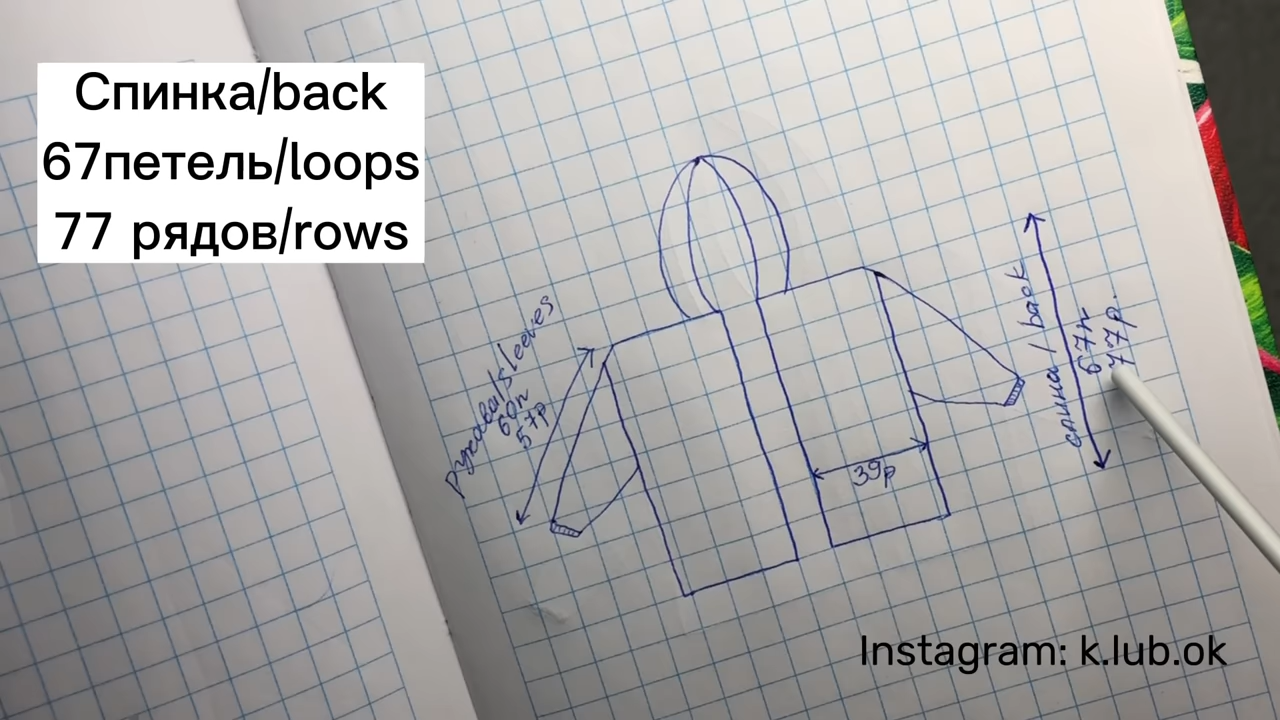 Спинка/back
67петель/loops
77 рядов/rows
Рукава/sleeves
60п
57р
39р
спинка/back
67п
77р.
Instagram: k.lub.ok